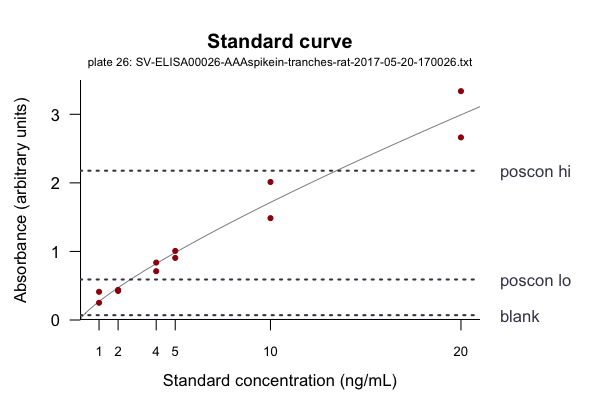 Standard curve
plate 26: SV-ELISA00026-AAAspikein-tranches-rat-2017-05-20-170026.txt
Absorbance (arbitrary units)
3
2
1
0
poscon hi
poscon lo
blank
1 2 4 5 10 20
Standard concentration (ng/mL)